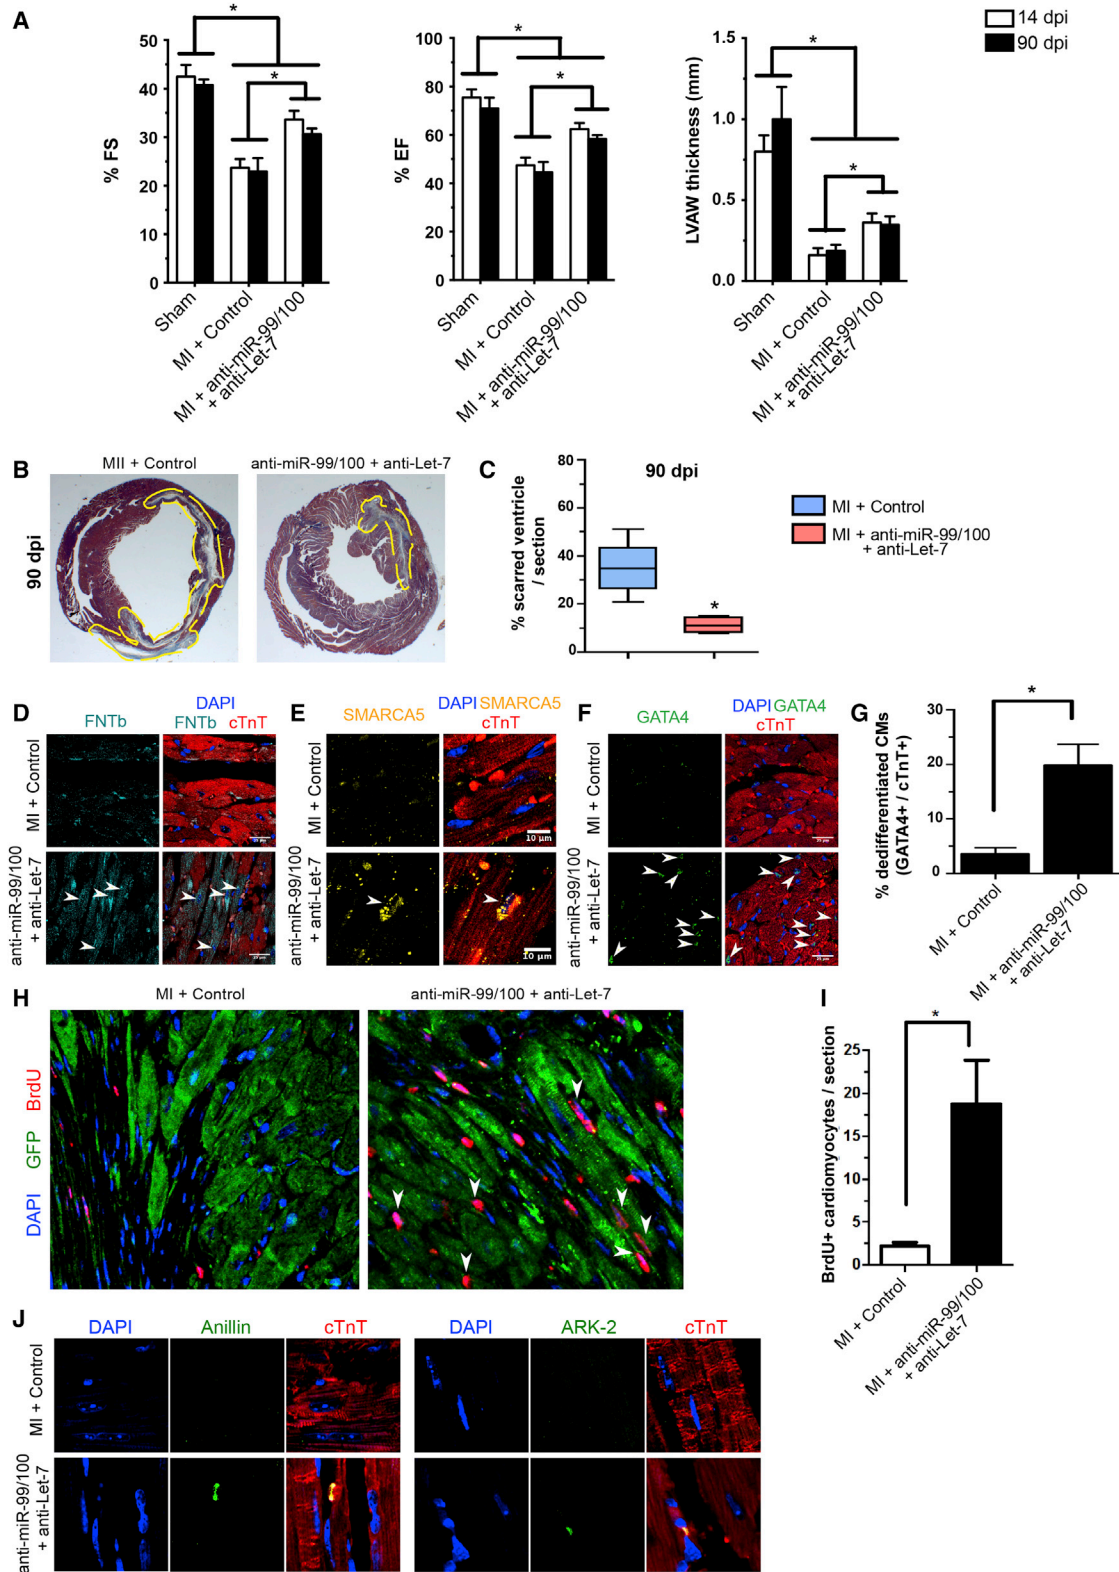 A
14 dpi
90 dpi
*
*
50
40
30
20
10
0
% FS
Sham
MI + Control
MI + anti-miR-99/100
+ anti-Let-7
*
*
100
80
60
40
20
0
% EF
Sham
MI + Control
MI + anti-miR-99/100
+ anti-Let-7
*
*
1.5
1.0
0.5
0.0
LVAW thickness (mm)
Sham
MI + Control
MI + anti-miR-99/100
+ anti-Let-7
B
MII + Control
anti-miR-99/100 + anti-Let-7
90 dpi
C
90 dpi
80
60
40
20
0
% scarred ventricle
/ section
*
MI + Control
MI + anti-miR-99/100
+ anti-Let-7
D
FNTb
DAPI
FNTb cTnT
MI + Control
anti-miR-99/100
+ anti-Let-7
25 µm
25 µm
E
SMARCA5
DAPI SMARCA5
cTnT
MI + Control
anti-miR-99/100
+ anti-Let-7
10 µm
10 µm
F
GATA4
DAPI GATA4
cTnT
MI + Control
anti-miR-99/100
+ anti-Let-7
25 µm
25 µm
G
*
30
20
10
0
% dedifferentiated CMs
(GATA4+ / cTnT+)
MI + Control
MI + anti-miR-99/100
+ anti-Let-7
H
MI + Control
anti-miR-99/100 + anti-Let-7
DAPI GFP BrdU
I
*
25
20
15
10
5
0
BrdU+ cardiomyocytes / section
MI + Control
MI + anti-miR-99/100
+ anti-Let-7
J
DAPI
Anillin
cTnT
DAPI
ARK-2
cTnT
MI + Control
anti-miR-99/100
+ anti-Let-7